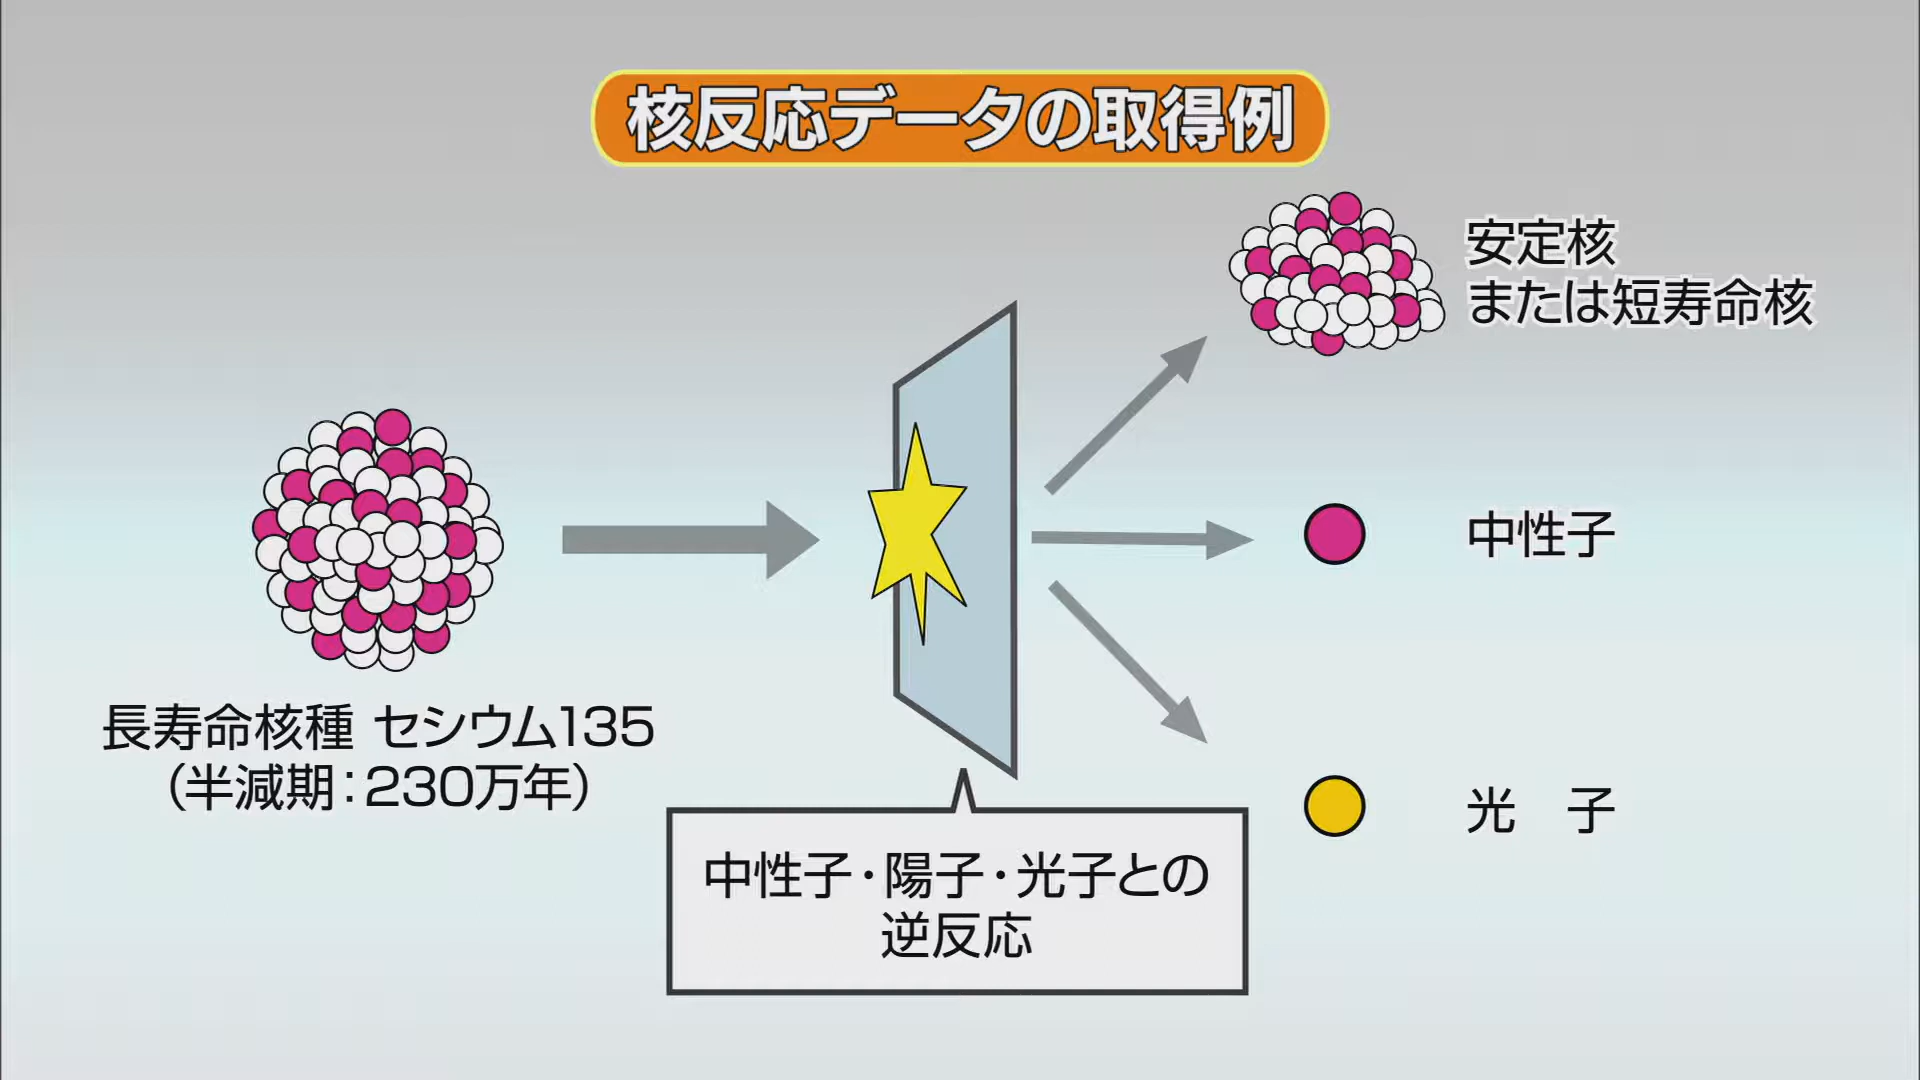 核反応データの取得例
安定核
または短寿命核
中性子
長寿命核種 セシウム135
(半減期:230万年)
光　子
中性子・陽子・光子との
逆反応